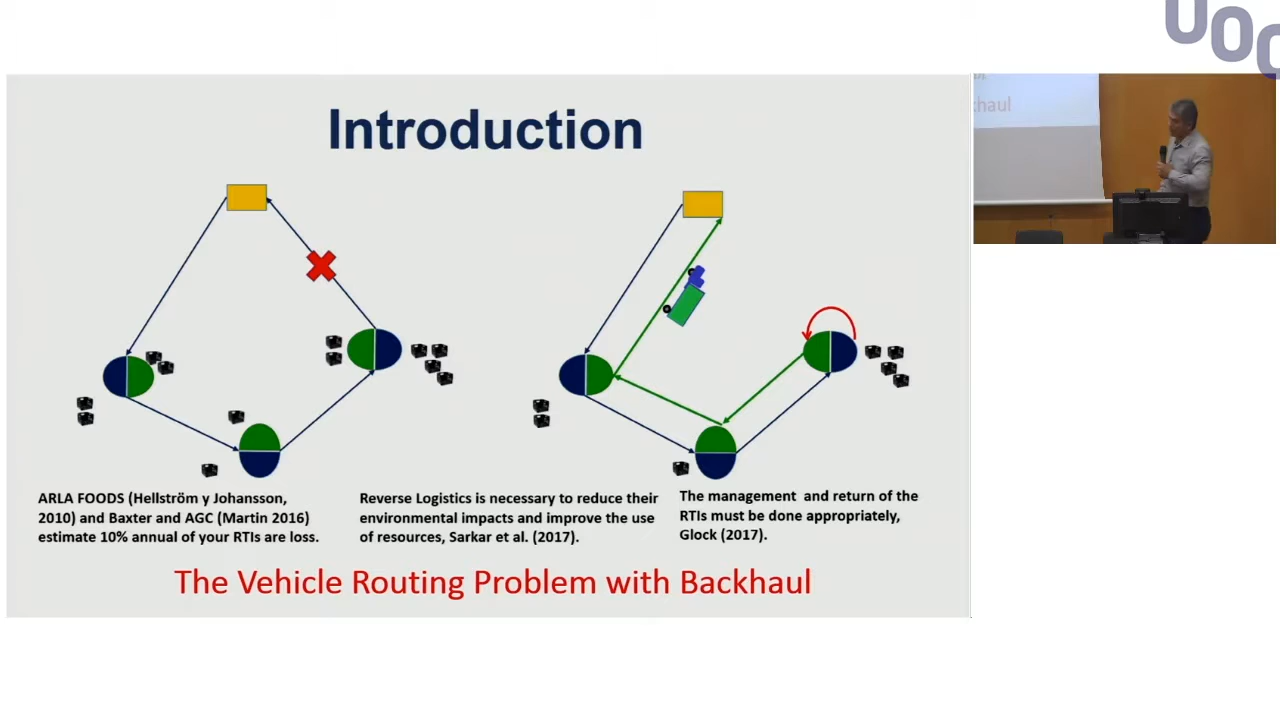 UOC
Introduction
haul
ARLA FOODS (Hellström y Johansson,
2010) and Baxter and AGC (Martin 2016)
estimate 10% annual of your RTIs are loss.
Reverse Logistics is necessary to reduce their
environmental impacts and improve the use
of resources, Sarkar et al. (2017).
The management and return of the
RTIs must be done appropriately,
Glock (2017).
The Vehicle Routing Problem with Backhaul